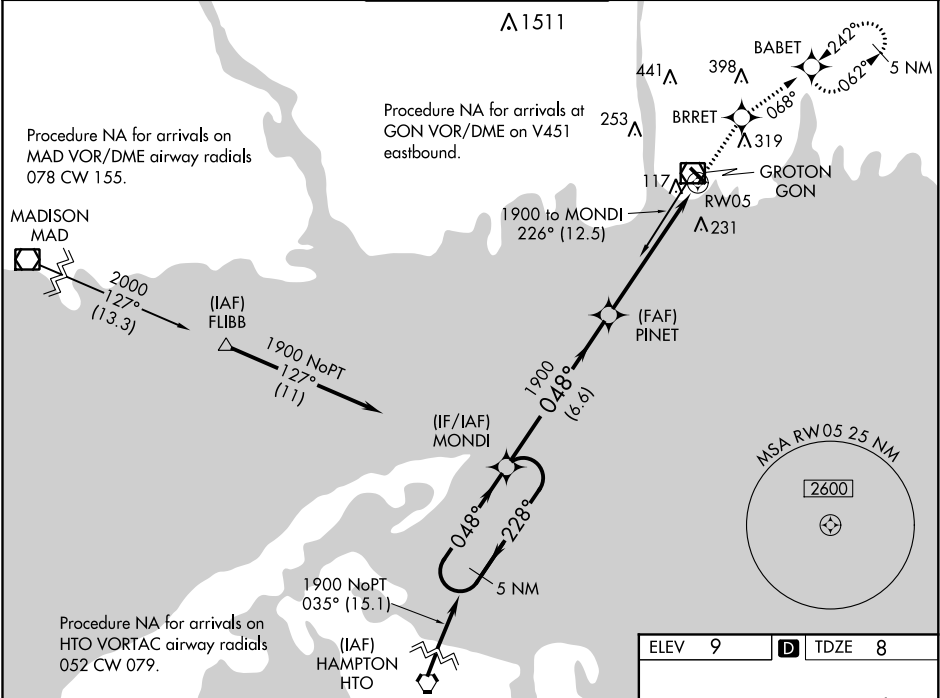 1511
BABET
242°
062°
5 NM
441
398
068°
BRRET
253
319
Procedure NA for arrivals at
GON VOR/DME on V451
eastbound.
Procedure NA for arrivals on
MAD VOR/DME airway radials
078 CW 155.
GROTON
GON
117
RW05
231
1900 to MONDI
226° (12.5)
MADISON
MAD
2000
127°
(13.3)
(IAF)
FLIBB
1900 NoPT
127°
(11)
(FAF)
PINET
1900
048°
(6.6)
(IF/IAF)
MONDI
MSA RW05 25 NM
2600
048°
228°
5 NM
1900 NoPT
035° (15.1)
Procedure NA for arrivals on
HTO VORTAC airway radials
052 CW 079.
(IAF)
HAMPTON
HTO
ELEV 9 D TDZE 8